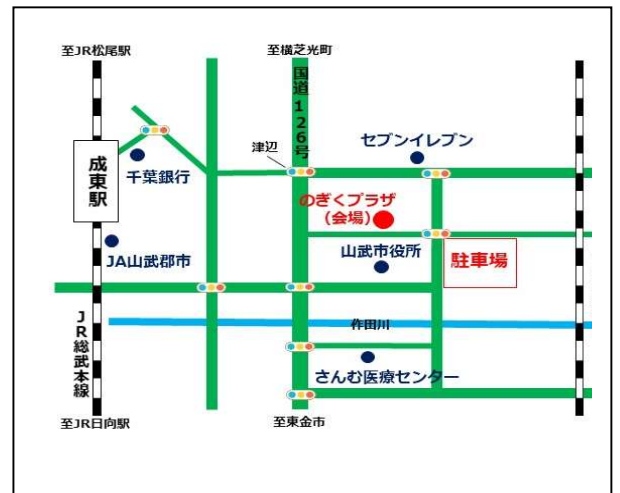 至JR松尾駅
至横芝光町
国道126号
津辺
セブンイレブン
成東駅
千葉銀行
のぎくプラザ
(会場)
JA山武郡市
山武市役所
駐車場
JR総武本線
作田川
さんむ医療センター
至JR日向駅
至東金市